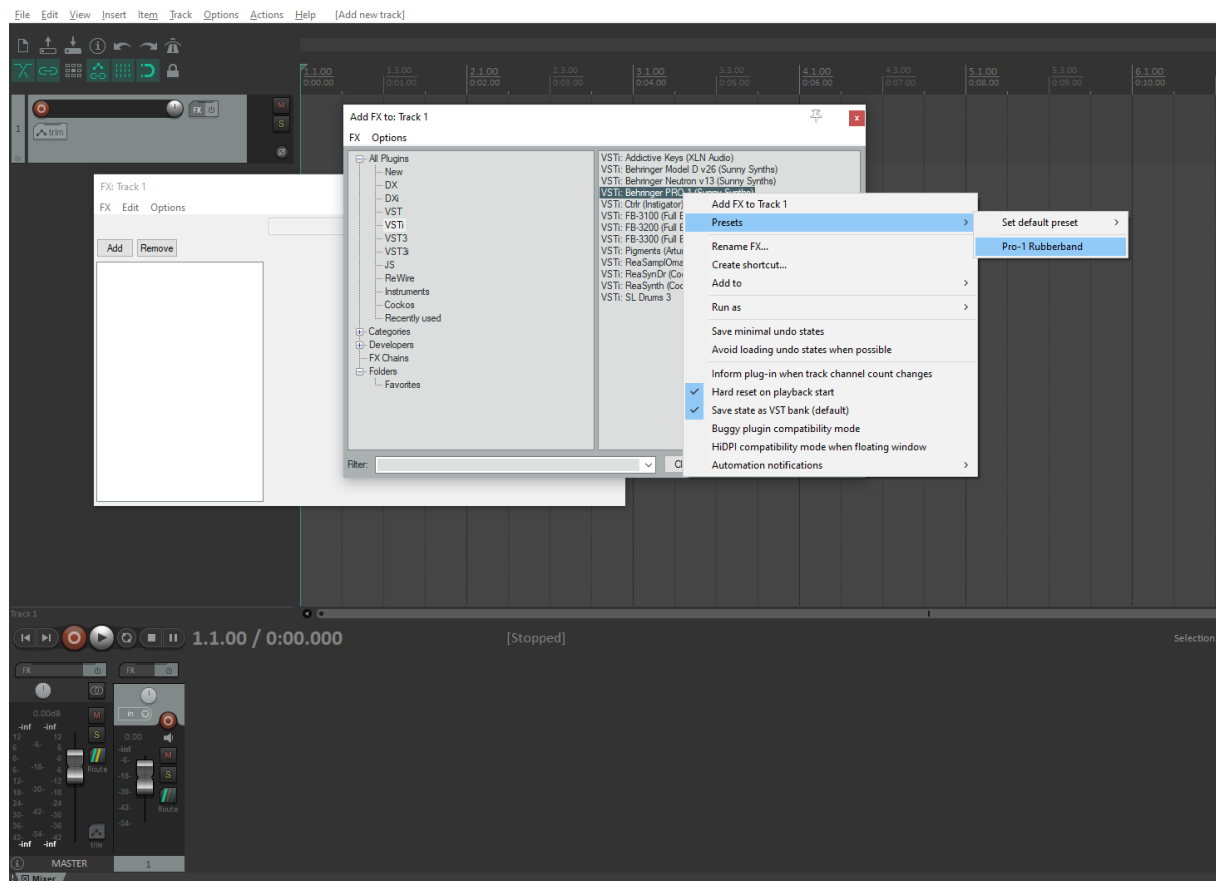 File Edit View Insert Item Track Options Actions Help [Add new track]
1.1.00 1.3.00 2.1.00 2.3.00 3.1.00 3.3.00 4.1.00 4.3.00 5.1.00 5.3.00 6.1.00
0:00.00 0:01.00 0:02.00 0:03.00 0:04.00 0:05.00 0:06.00 0:07.00 0:08.00 0:09.00 0:10.00
FX M
1 trim S
Add FX to: Track 1
FX Options
All Plugins
New
DX
DXi
VST
VSTi
VST3
VST3i
JS
ReWire
Instruments
Cockos
Recently used
Categories
Developers
FX Chains
Folders
Favorites
VSTi: Addictive Keys (XLN Audio)
VSTi: Behringer Model D v26 (Sunny Synths)
VSTi: Behringer Neutron v13 (Sunny Synths)
VSTi: Behringer PRO-1 (Sunny Synths)
VSTi: Ctrlr (Instigator)
VSTi: FB-3100 (Full B
VSTi: FB-3200 (Full B
VSTi: FB-3300 (Full B
VSTi: Pigments (Artu
VSTi: ReaSamplOma
VSTi: ReaSynDr (Co
VSTi: ReaSynth (Coc
VSTi: SL Drums 3
Filter:
FX: Track 1
FX Edit Options
Add Remove
Add FX to Track 1
Presets
Rename FX...
Create shortcut...
Add to
Run as
Save minimal undo states
Avoid loading undo states when possible
Inform plug-in when track channel count changes
Hard reset on playback start
Save state as VST bank (default)
Buggy plugin compatibility mode
HiDPI compatibility mode when floating window
Automation notifications
Set default preset
Pro-1 Rubberband
Track 1
1.1.00 / 0:00.000 [Stopped] Selection
FX FX
in
0.00dB M
-inf -inf
S 0.00
-inf
Route M
S
Route
trim
-inf -inf
MASTER 1
Mixer